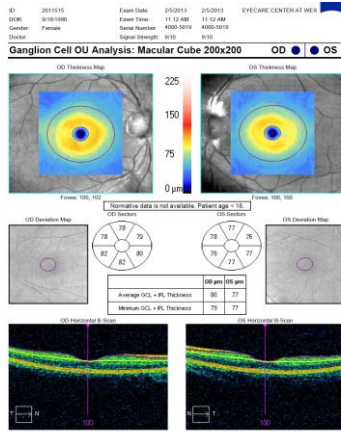 ID: 2011515 Exam Date: 2/5/2013 2/5/2013 EYECARE CENTER AT WES
DOB: 9/18/1996 Exam Time: 11:12 AM 11:12 AM
Gender: Female Serial Number: 4000-5019 4000-5019
Doctor: Signal Strength: 9/10 9/10
Ganglion Cell OU Analysis: Macular Cube 200x200 OD OS
OD Thickness Map OS Thickness Map
225
150
75
0 µm
Fovea: 100, 102 Fovea: 100, 100
Normative data is not available. Patient age < 18.
OD Deviation Map OD Sectors OS Sectors OS Deviation Map
78 77
78 79 78 76
82 80 76 77
82 77
OD µm OS µm
Average GCL + IPL Thickness 80 77
Minimum GCL + IPL Thickness 79 77
OD Horizontal B-Scan OS Horizontal B-Scan
T N N T
100 100